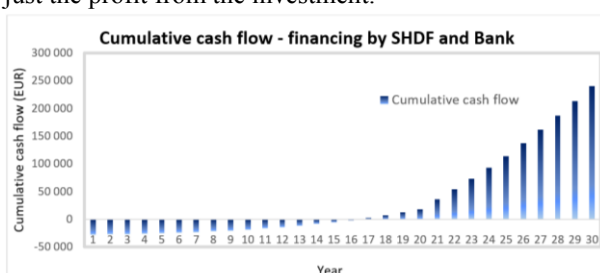 just the profit from the investment.
Cumulative cash flow - financing by SHDF and Bank
Cumulative cash flow (EUR)
300 000
250 000
200 000
150 000
100 000
50 000
0
-50 000
Cumulative cash flow
1 2 3 4 5 6 7 8 9 10 11 12 13 14 15 16 17 18 19 20 21 22 23 24 25 26 27 28 29 30
Year